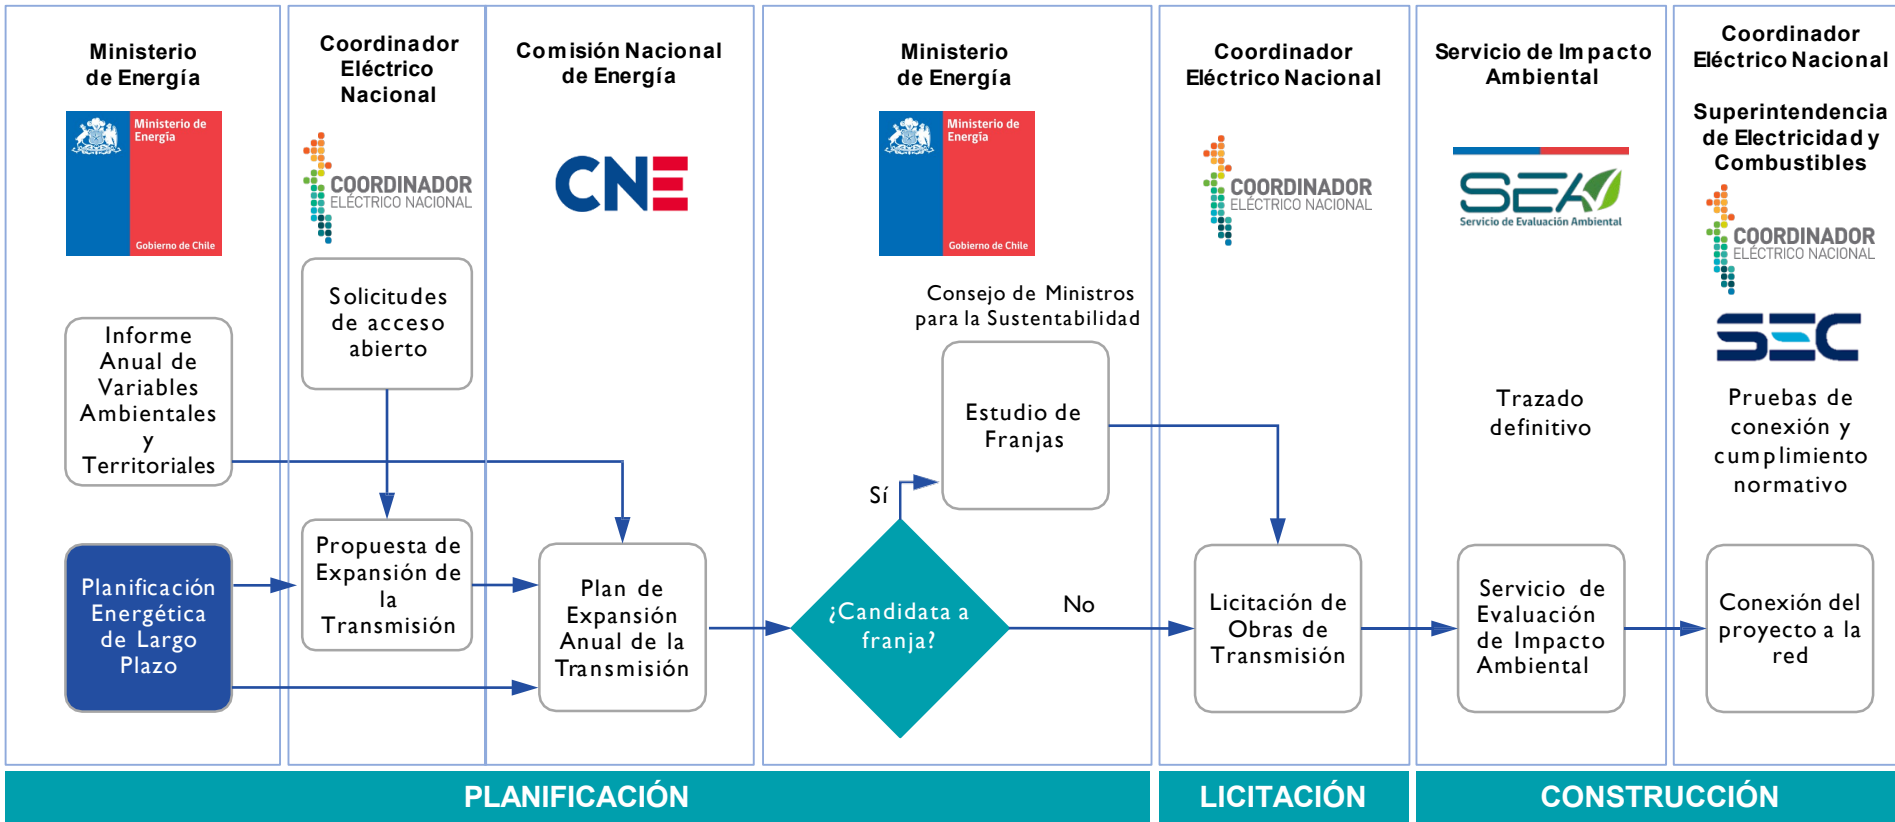 Ministerio
de Energía
Ministerio de
Energía
Gobierno de Chile
Informe
Anual de
Variables
Ambientales
y
Territoriales
Planificación
Energética
de Largo
Plazo
Coordinador
Eléctrico
Nacional
COORDINADOR
ELÉCTRICO NACIONAL
Solicitudes
de acceso
abierto
Propuesta de
Expansión de
la
Transmisión
Comisión Nacional
de Energía
CNE
Plan de
Expansión
Anual de la
Transmisión
Ministerio
de Energía
Ministerio de
Energía
Gobierno de Chile
Consejo de Ministros
para la Sustentabilidad
Estudio de
Franjas
Sí
¿Candidata a
franja?
No
Coordinador
Eléctrico Nacional
COORDINADOR
ELÉCTRICO NACIONAL
Licitación de
Obras de
Transmisión
Servicio de Impacto
Ambiental
SEA
Servicio de Evaluación Ambiental
Trazado
definitivo
Servicio de
Evaluación
de Impacto
Ambiental
Coordinador
Eléctrico Nacional
Superintendencia
de Electricidad y
Combustibles
COORDINADOR
ELÉCTRICO NACIONAL
SEC
Pruebas de
conexión y
cumplimiento
normativo
Conexión del
proyecto a la
red
PLANIFICACIÓN
LICITACIÓN
CONSTRUCCIÓN